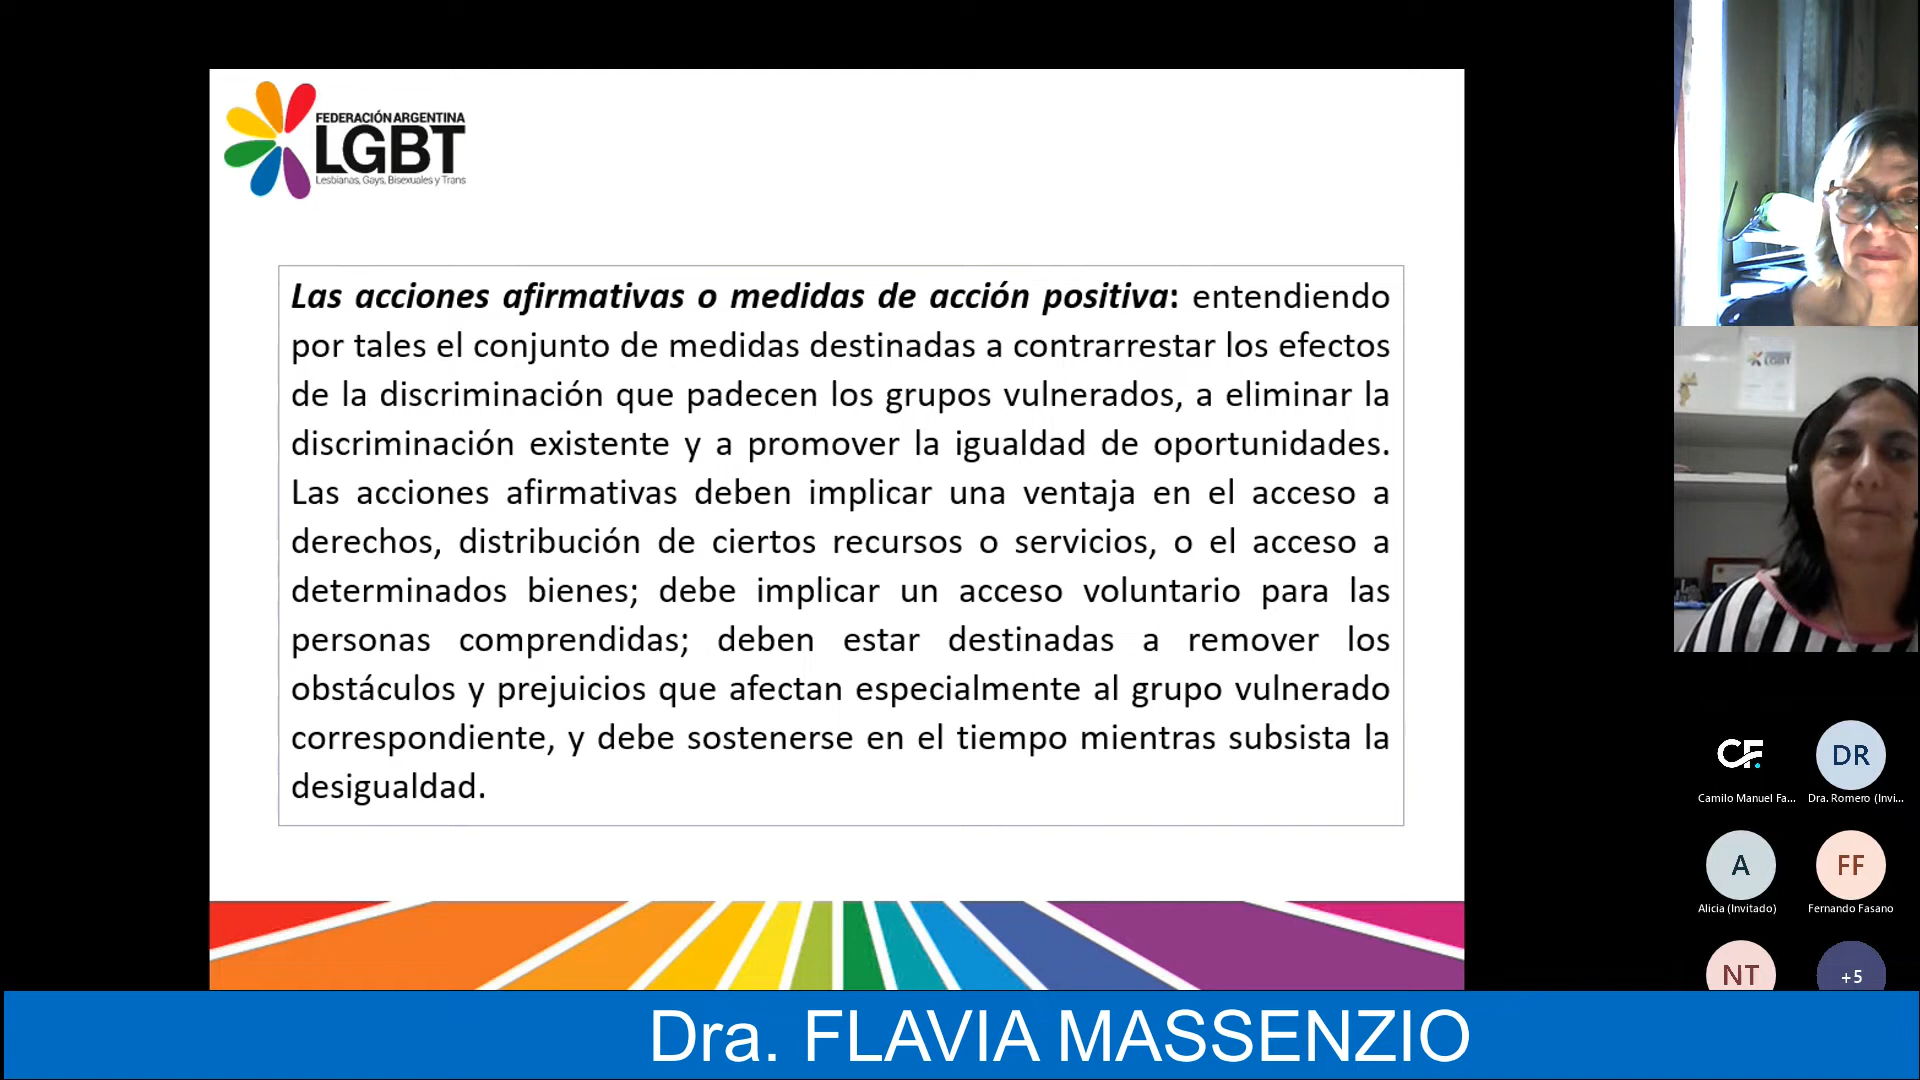 FEDERACIÓN ARGENTINA
LGBT
Lesbianas, Gays, Bisexuales y Trans
Las acciones afirmativas o medidas de acción positiva: entendiendo
por tales el conjunto de medidas destinadas a contrarrestar los efectos
de la discriminación que padecen los grupos vulnerados, a eliminar la
discriminación existente y a promover la igualdad de oportunidades.
Las acciones afirmativas deben implicar una ventaja en el acceso a
derechos, distribución de ciertos recursos o servicios, o el acceso a
determinados bienes; debe implicar un acceso voluntario para las
personas comprendidas; deben estar destinadas a remover los
obstáculos y prejuicios que afectan especialmente al grupo vulnerado
correspondiente, y debe sostenerse en el tiempo mientras subsista la
desigualdad.
LGBT
CF.
DR
Camilo Manuel Fa...
Dra. Romero (Invi...
A
FF
Alicia (Invitado)
Fernando Fasano
NT
+5
Dra. FLAVIA MASSENZIO